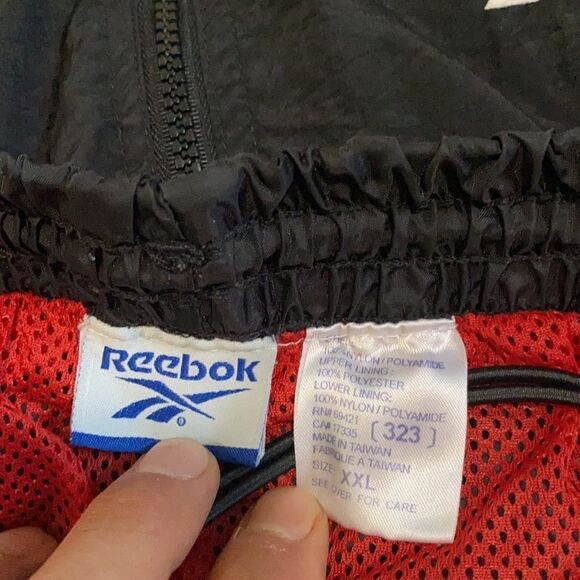 Reebok
®
100% NYLON / POLYAMIDE
UPPER LINING:
100% POLYESTER
LOWER LINING:
100% NYLON / POLYAMIDE
RN# 69421
CA# 17335 [323]
MADE IN TAIWAN
FABRIQUE A TAIWAN
SIZE: XXL
SEE OVER FOR CARE